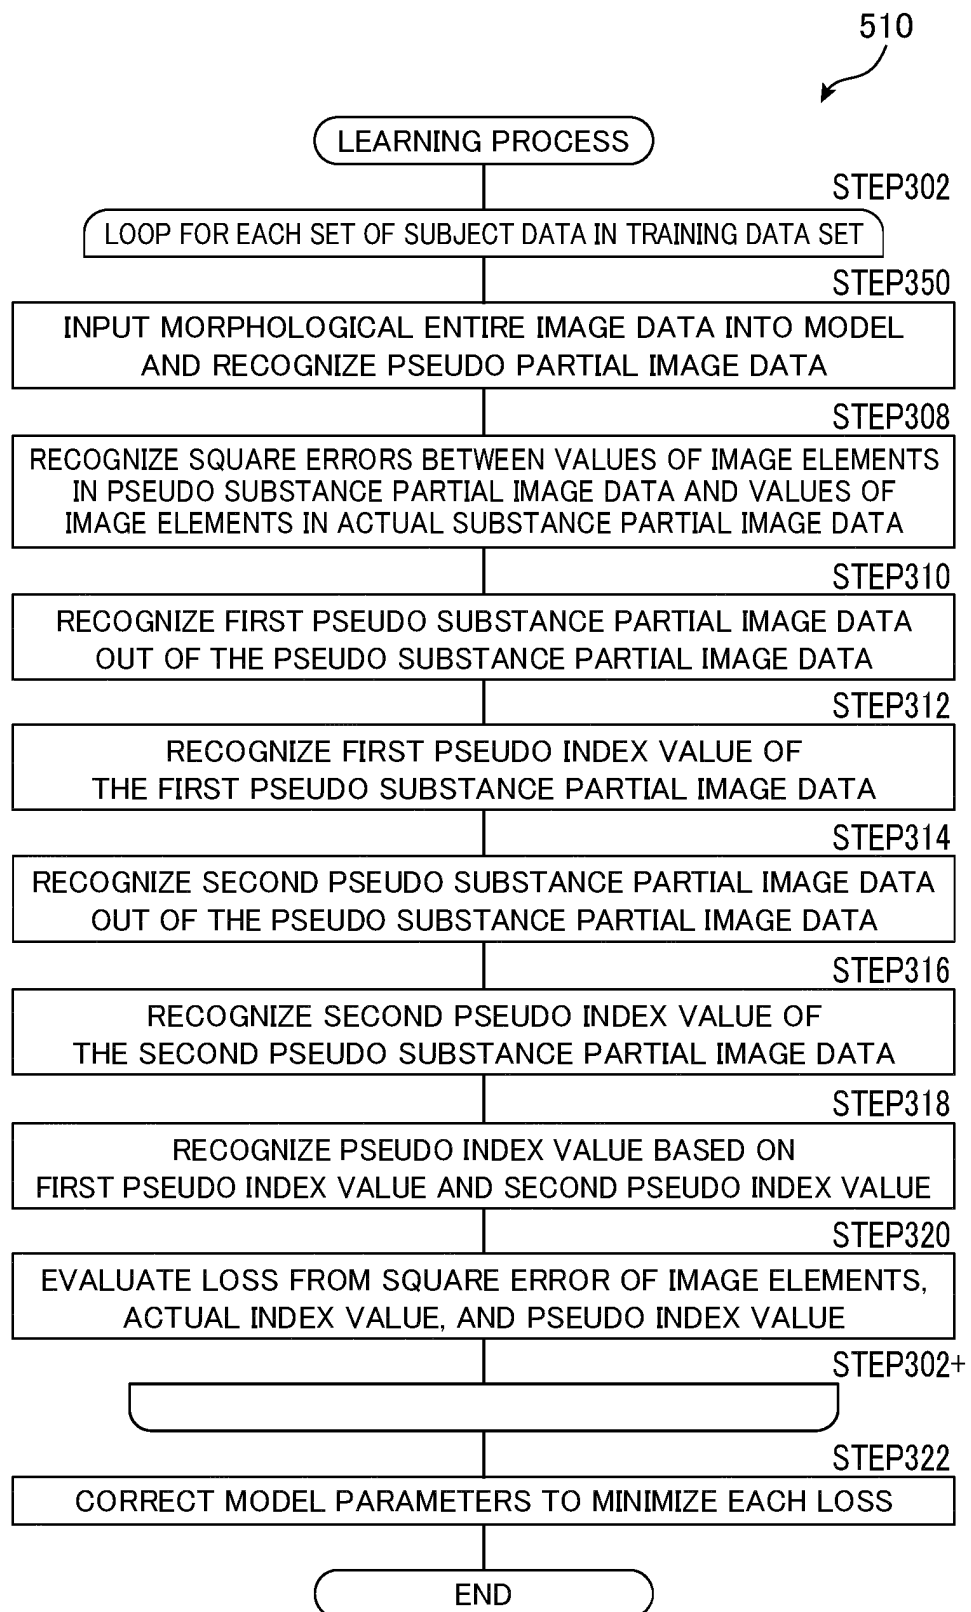 510
LEARNING PROCESS
STEP302
LOOP FOR EACH SET OF SUBJECT DATA IN TRAINING DATA SET
STEP350
INPUT MORPHOLOGICAL ENTIRE IMAGE DATA INTO MODEL
AND RECOGNIZE PSEUDO PARTIAL IMAGE DATA
STEP308
RECOGNIZE SQUARE ERRORS BETWEEN VALUES OF IMAGE ELEMENTS
IN PSEUDO SUBSTANCE PARTIAL IMAGE DATA AND VALUES OF
IMAGE ELEMENTS IN ACTUAL SUBSTANCE PARTIAL IMAGE DATA
STEP310
RECOGNIZE FIRST PSEUDO SUBSTANCE PARTIAL IMAGE DATA
OUT OF THE PSEUDO SUBSTANCE PARTIAL IMAGE DATA
STEP312
RECOGNIZE FIRST PSEUDO INDEX VALUE OF
THE FIRST PSEUDO SUBSTANCE PARTIAL IMAGE DATA
STEP314
RECOGNIZE SECOND PSEUDO SUBSTANCE PARTIAL IMAGE DATA
OUT OF THE PSEUDO SUBSTANCE PARTIAL IMAGE DATA
STEP316
RECOGNIZE SECOND PSEUDO INDEX VALUE OF
THE SECOND PSEUDO SUBSTANCE PARTIAL IMAGE DATA
STEP318
RECOGNIZE PSEUDO INDEX VALUE BASED ON
FIRST PSEUDO INDEX VALUE AND SECOND PSEUDO INDEX VALUE
STEP320
EVALUATE LOSS FROM SQUARE ERROR OF IMAGE ELEMENTS,
ACTUAL INDEX VALUE, AND PSEUDO INDEX VALUE
STEP302+
STEP322
CORRECT MODEL PARAMETERS TO MINIMIZE EACH LOSS
END